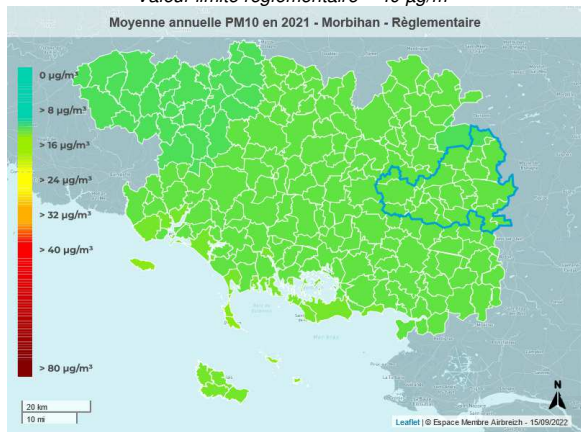 Moyenne annuelle PM10 en 2021 - Morbihan - Règlementaire
0 µg/m³
> 8 µg/m³
> 16 µg/m³
> 24 µg/m³
> 32 µg/m³
> 40 µg/m³
> 80 µg/m³
20 km
10 mi
N
Leaflet | © Espace Membre Airbreizh - 15/09/2022